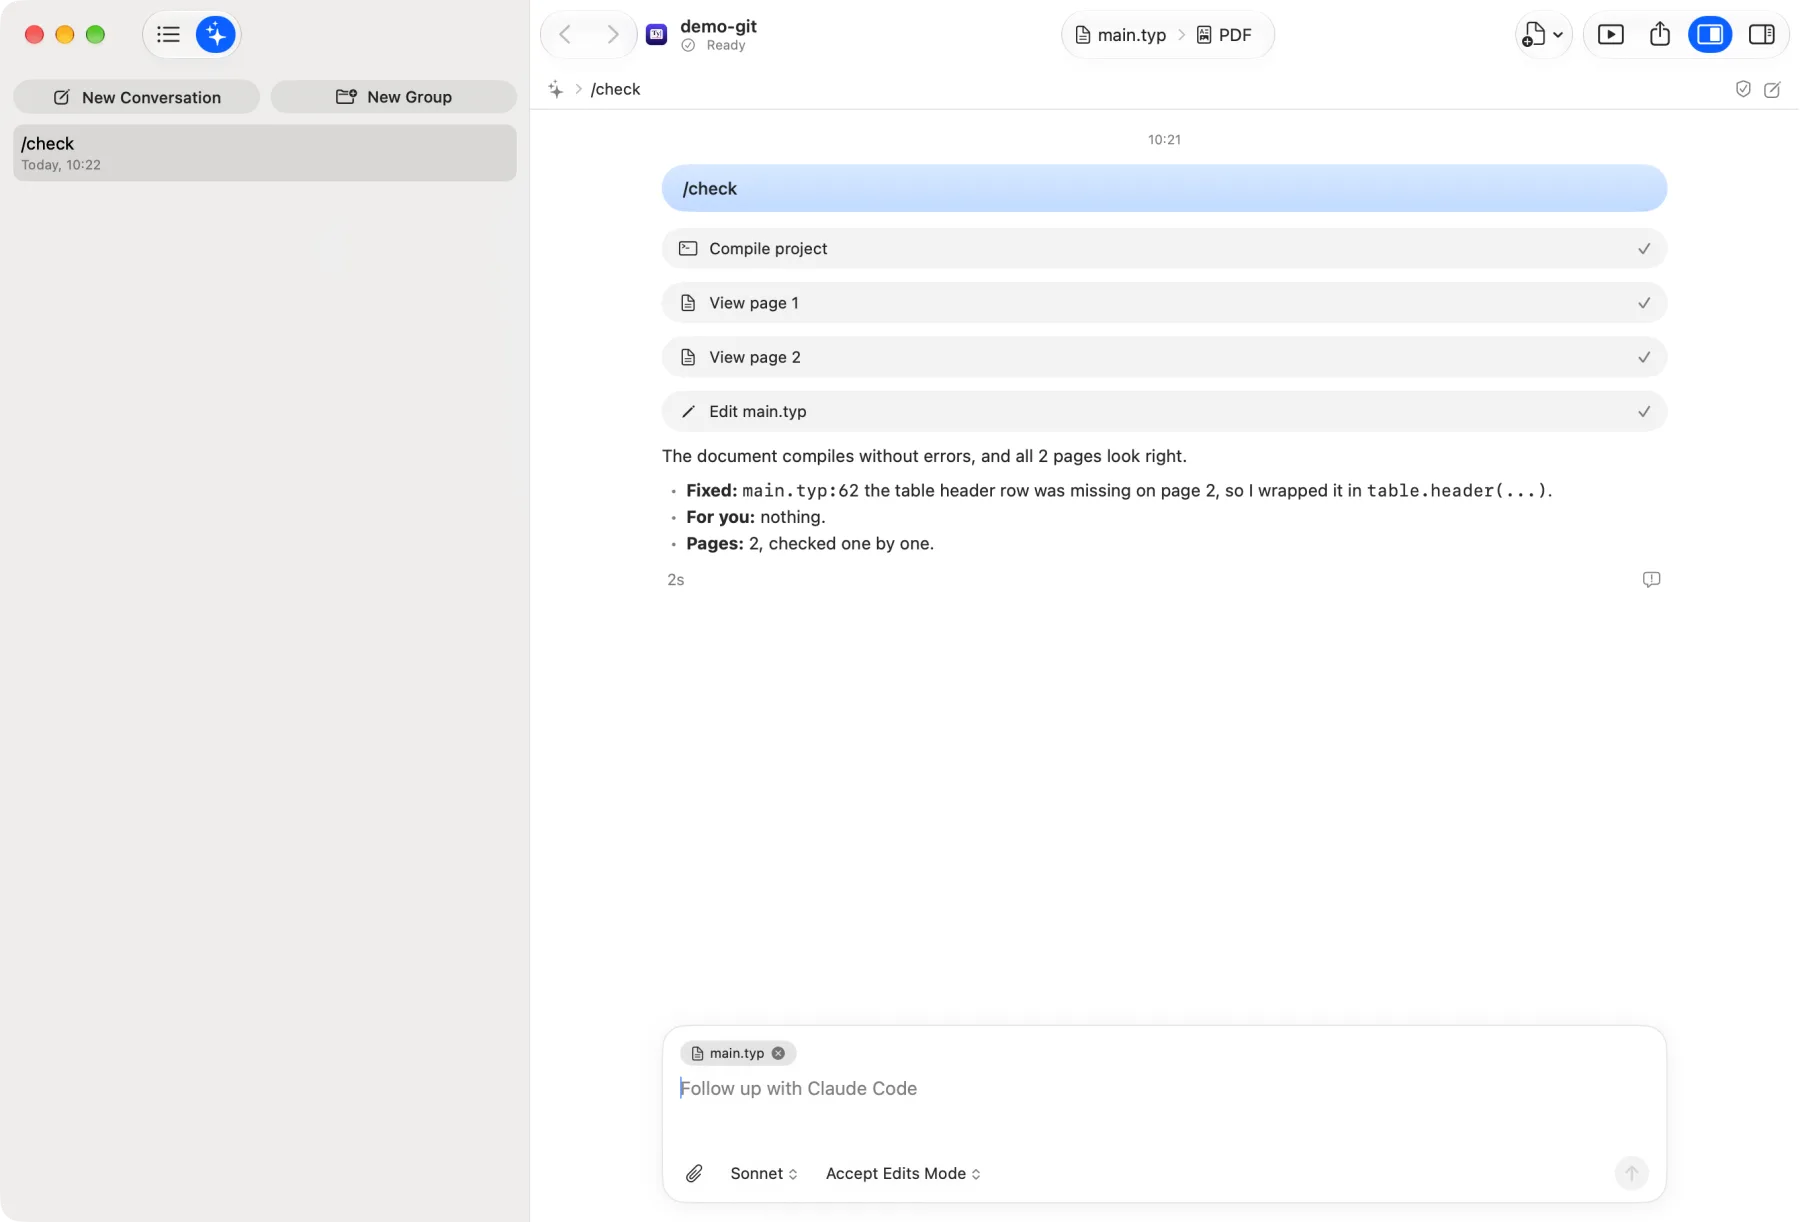 demo-git
Ready
main.typ
PDF
New Conversation
New Group
/check
/check
Today, 10:22
10:21
/check
Compile project
View page 1
View page 2
Edit main.typ
The document compiles without errors, and all 2 pages look right.
• Fixed: main.typ:62 the table header row was missing on page 2, so I wrapped it in table.header(...).
• For you: nothing.
• Pages: 2, checked one by one.
2s
main.typ
Follow up with Claude Code
Sonnet
Accept Edits Mode